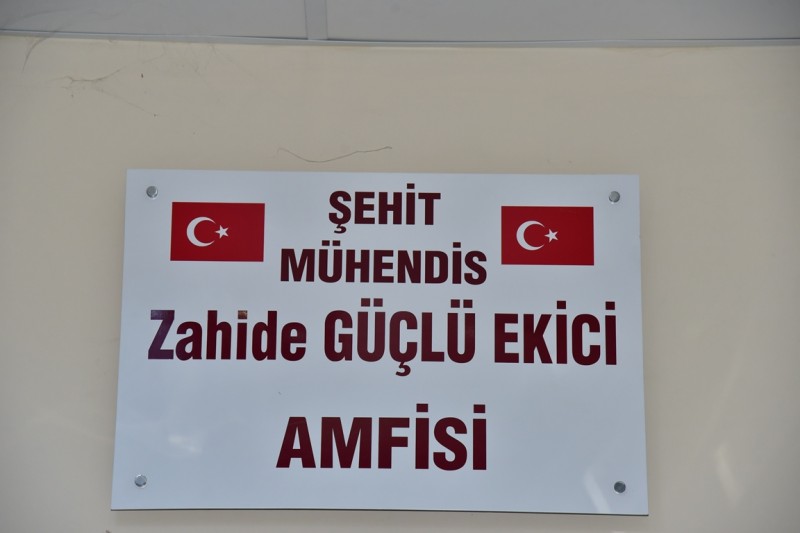 ŞEHİT
MÜHENDİS
Zahide GÜÇLÜ EKİCİ
AMFİSİ